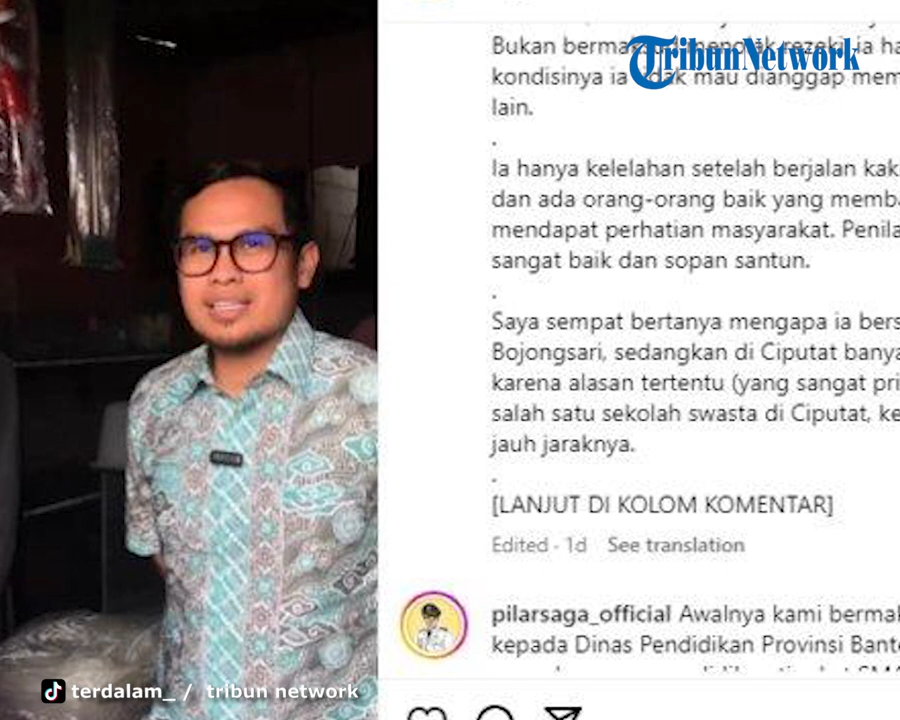 TribunNetwork
Bukan bermaksud menolak rezeki, ia ha
kondisinya ia tidak mau dianggap mem
lain.
.
Ia hanya kelelahan setelah berjalan kak
dan ada orang-orang baik yang memba
mendapat perhatian masyarakat. Penila
sangat baik dan sopan santun.
.
Saya sempat bertanya mengapa ia bers
Bojongsari, sedangkan di Ciputat banya
karena alasan tertentu (yang sangat pri
salah satu sekolah swasta di Ciputat, ke
jauh jaraknya.
.
[LANJUT DI KOLOM KOMENTAR]
Edited · 1d See translation
pilarsaga_official Awalnya kami bermak
kepada Dinas Pendidikan Provinsi Bante
terdalam_ / tribun network